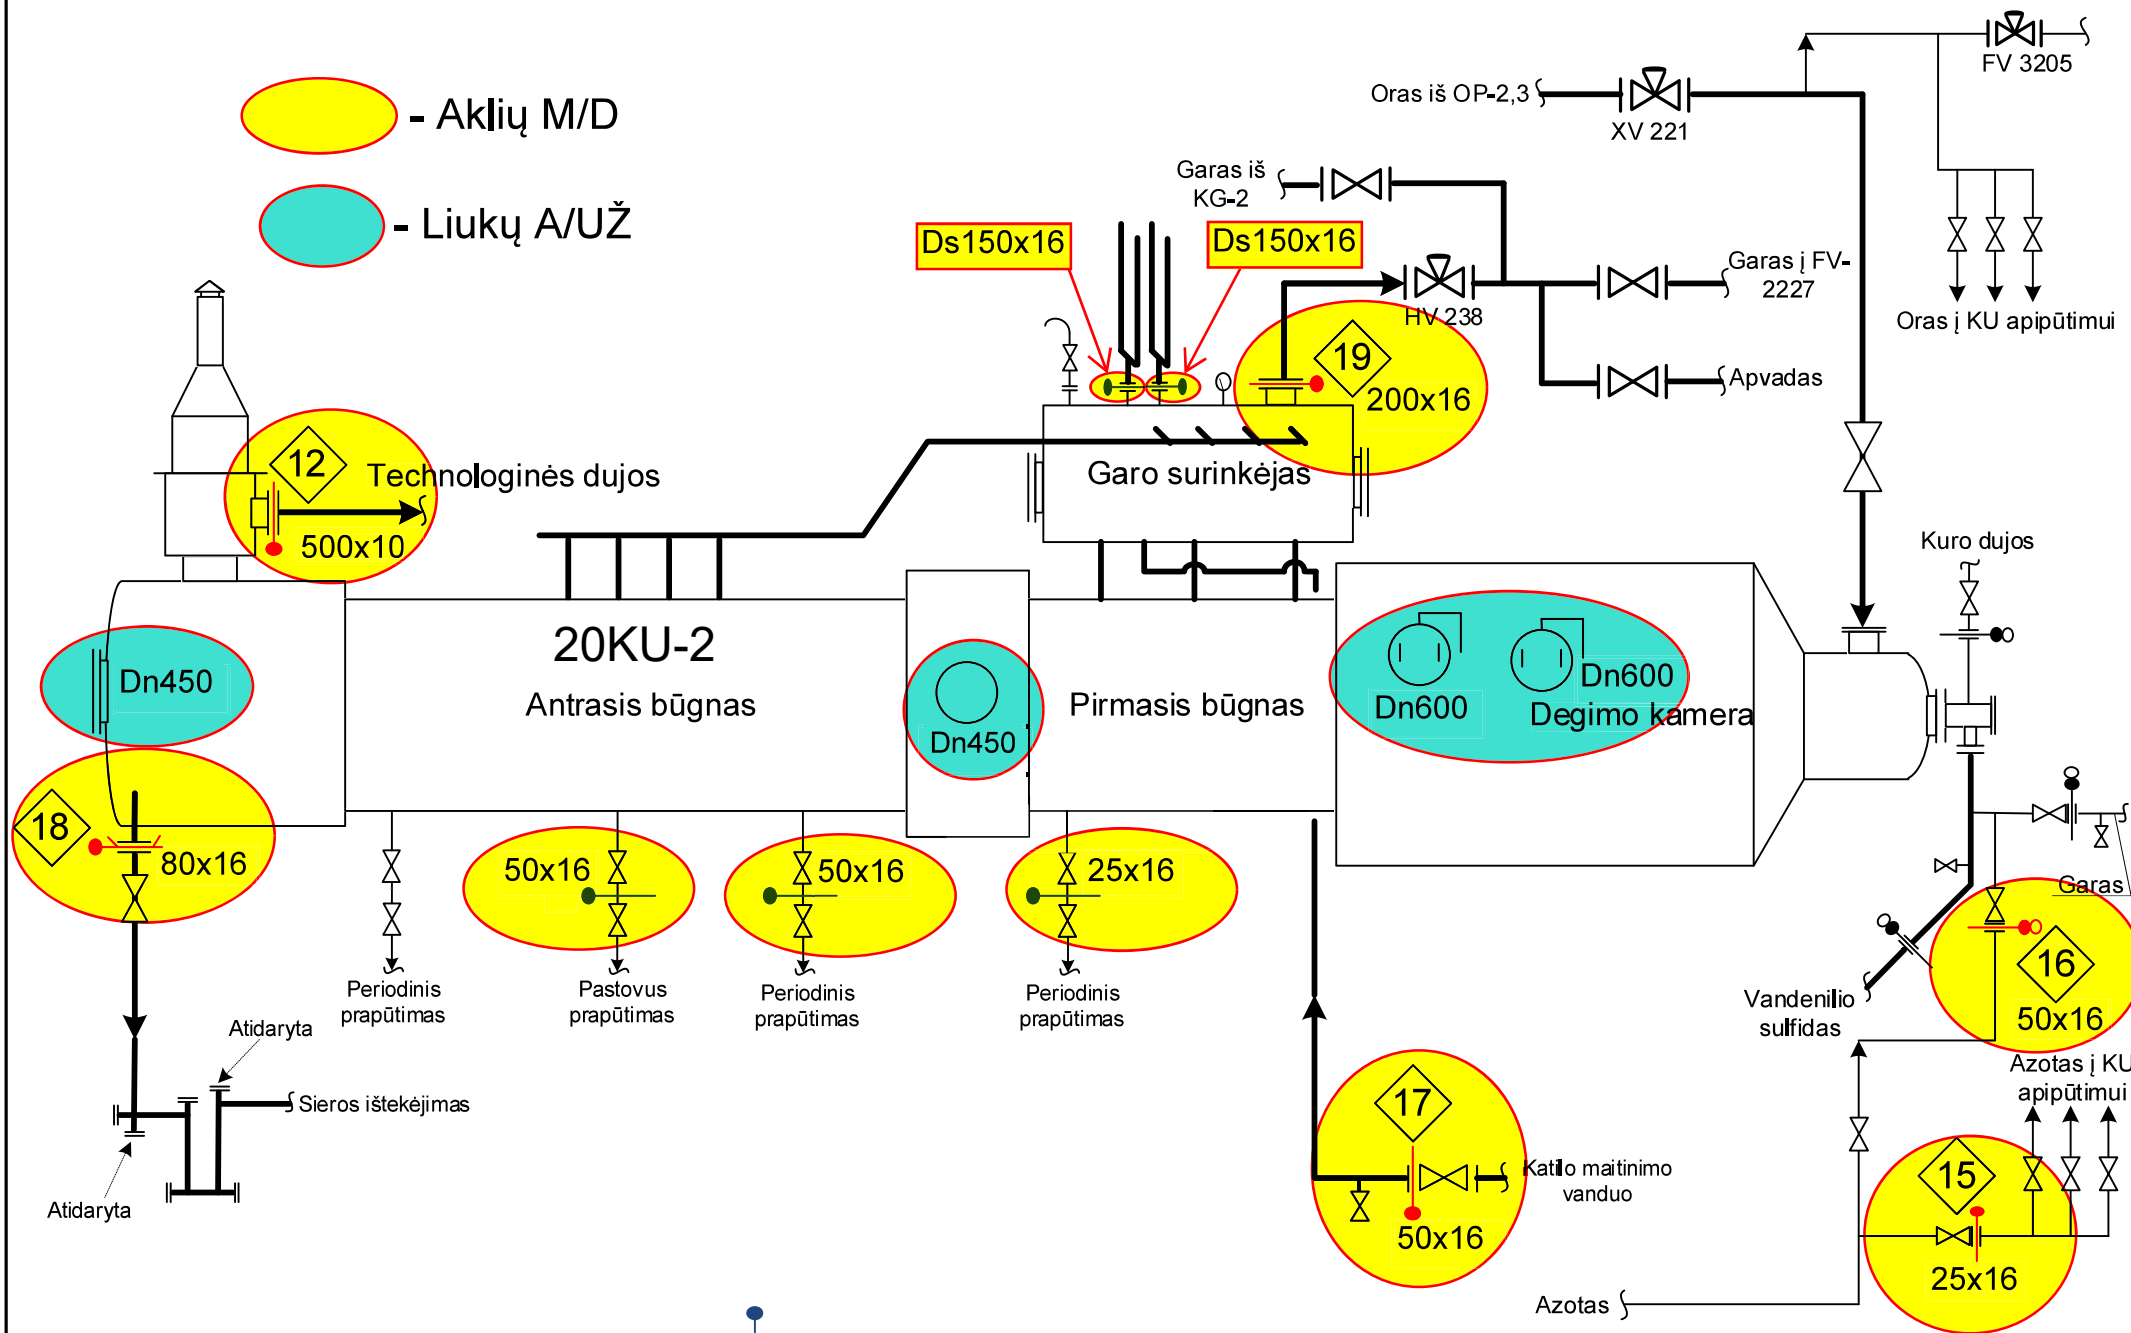 - Aklių M/D
- Liukų A/UŽ
FV 3205
Oras iš OP-2,3
XV 221
Garas iš
KG-2
Ds150x16
Ds150x16
Garas į FV-
2227
HV 238
Oras į KU apipūtimui
19
200x16
Apvadas
12
Technologinės dujos
500x10
Garo surinkėjas
Kuro dujos
20KU-2
Dn450
Antrasis būgnas
Dn450
Pirmasis būgnas
Dn600
Dn600
Degimo kamera
18
80x16
50x16
50x16
25x16
Garas
Periodinis
prapūtimas
Pastovus
prapūtimas
Periodinis
prapūtimas
Periodinis
prapūtimas
Vandenilio
sulfidas
16
50x16
Atidaryta
Sieros ištekėjimas
Atidaryta
Azotas į KU
apipūtimui
17
Katilo maitinimo
vanduo
50x16
15
25x16
Azotas